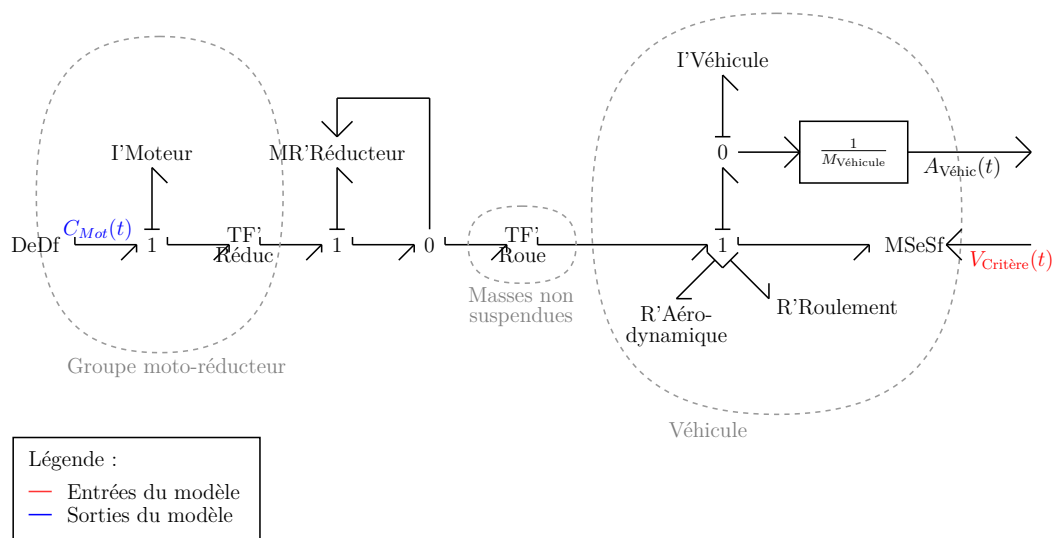 I'Véhicule
I'Moteur
MR'Réducteur
0
1
M_Véhicule
A_Véhic(t)
DeDf
C_Mot(t)
1
TF'
Réduc
1
0
TF'
Roue
1
MSeSf
V_Critère(t)
Masses non
suspendues
R'Aéro-
dynamique
R'Roulement
Groupe moto-réducteur
Véhicule
Légende :
Entrées du modèle
Sorties du modèle